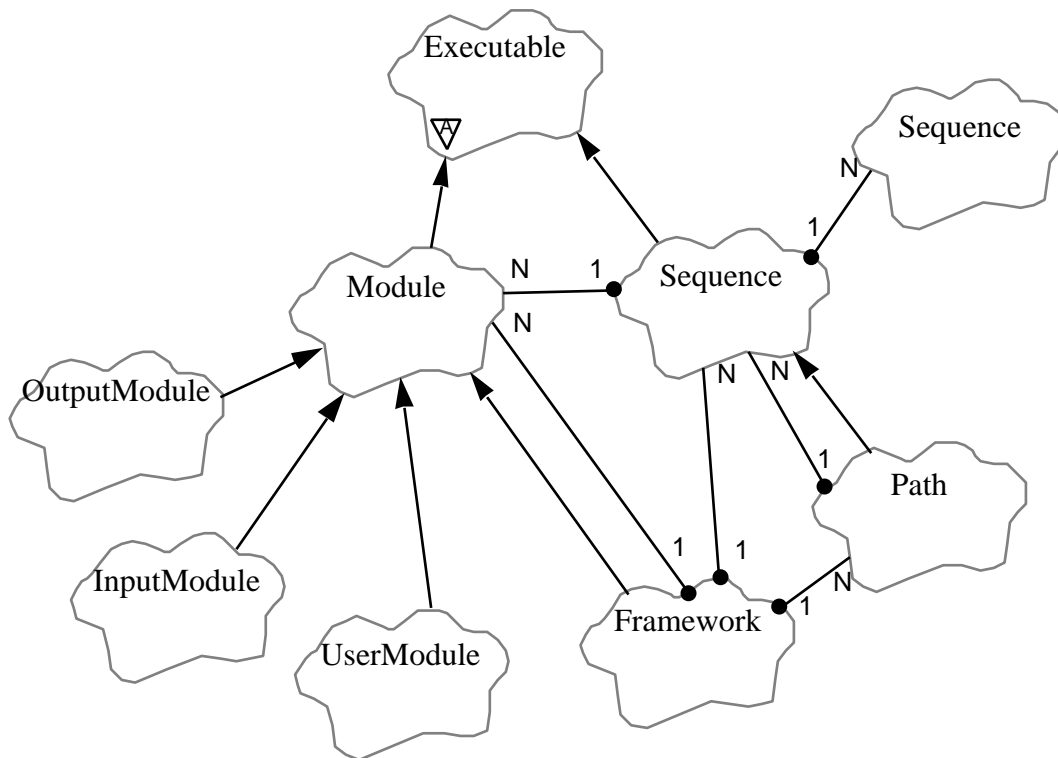 Executable
A
Sequence
N
1
Module
N
1
Sequence
N
OutputModule
N
N
1
Path
InputModule
1
1
N
1
Framework
UserModule